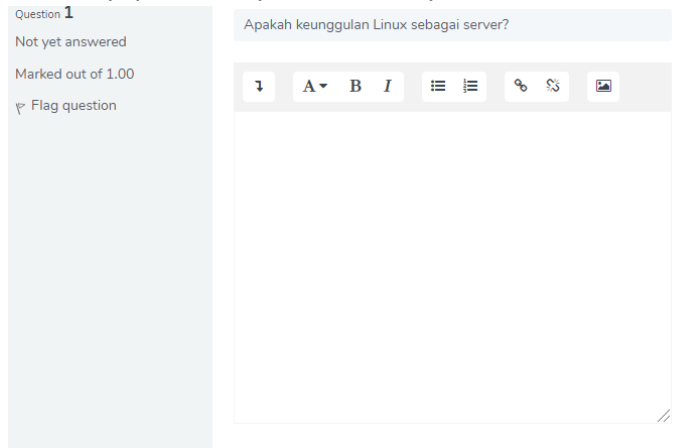 Question 1
Not yet answered
Marked out of 1.00
Flag question
Apakah keunggulan Linux sebagai server?
A B I